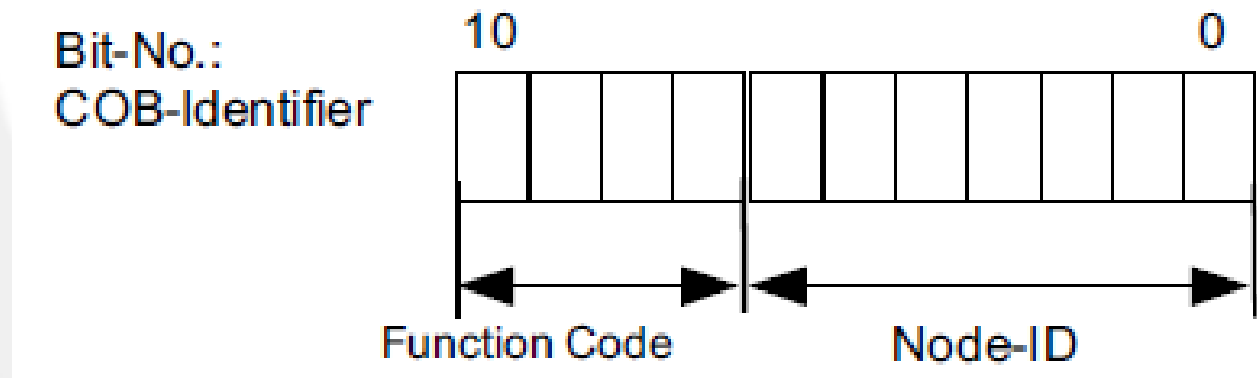 Bit-No.:
COB-Identifier
10
0
Function Code
Node-ID